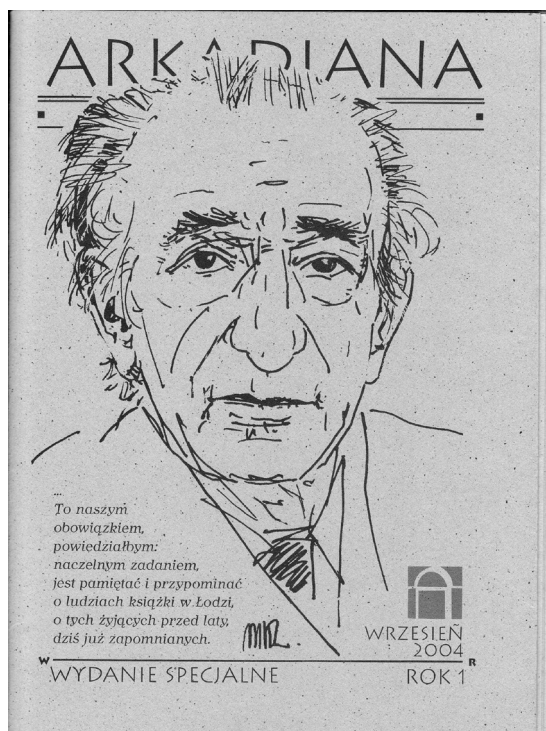 ARKADIANA
...
To naszym
obowiązkiem,
powiedziałbym:
naczelnym zadaniem,
jest pamiętać i przypominać
o ludziach książki w Łodzi,
o tych żyjących przed laty,
dziś już zapomnianych.
WRZESIEŃ
2004
W R
WYDANIE SPECJALNE ROK 1